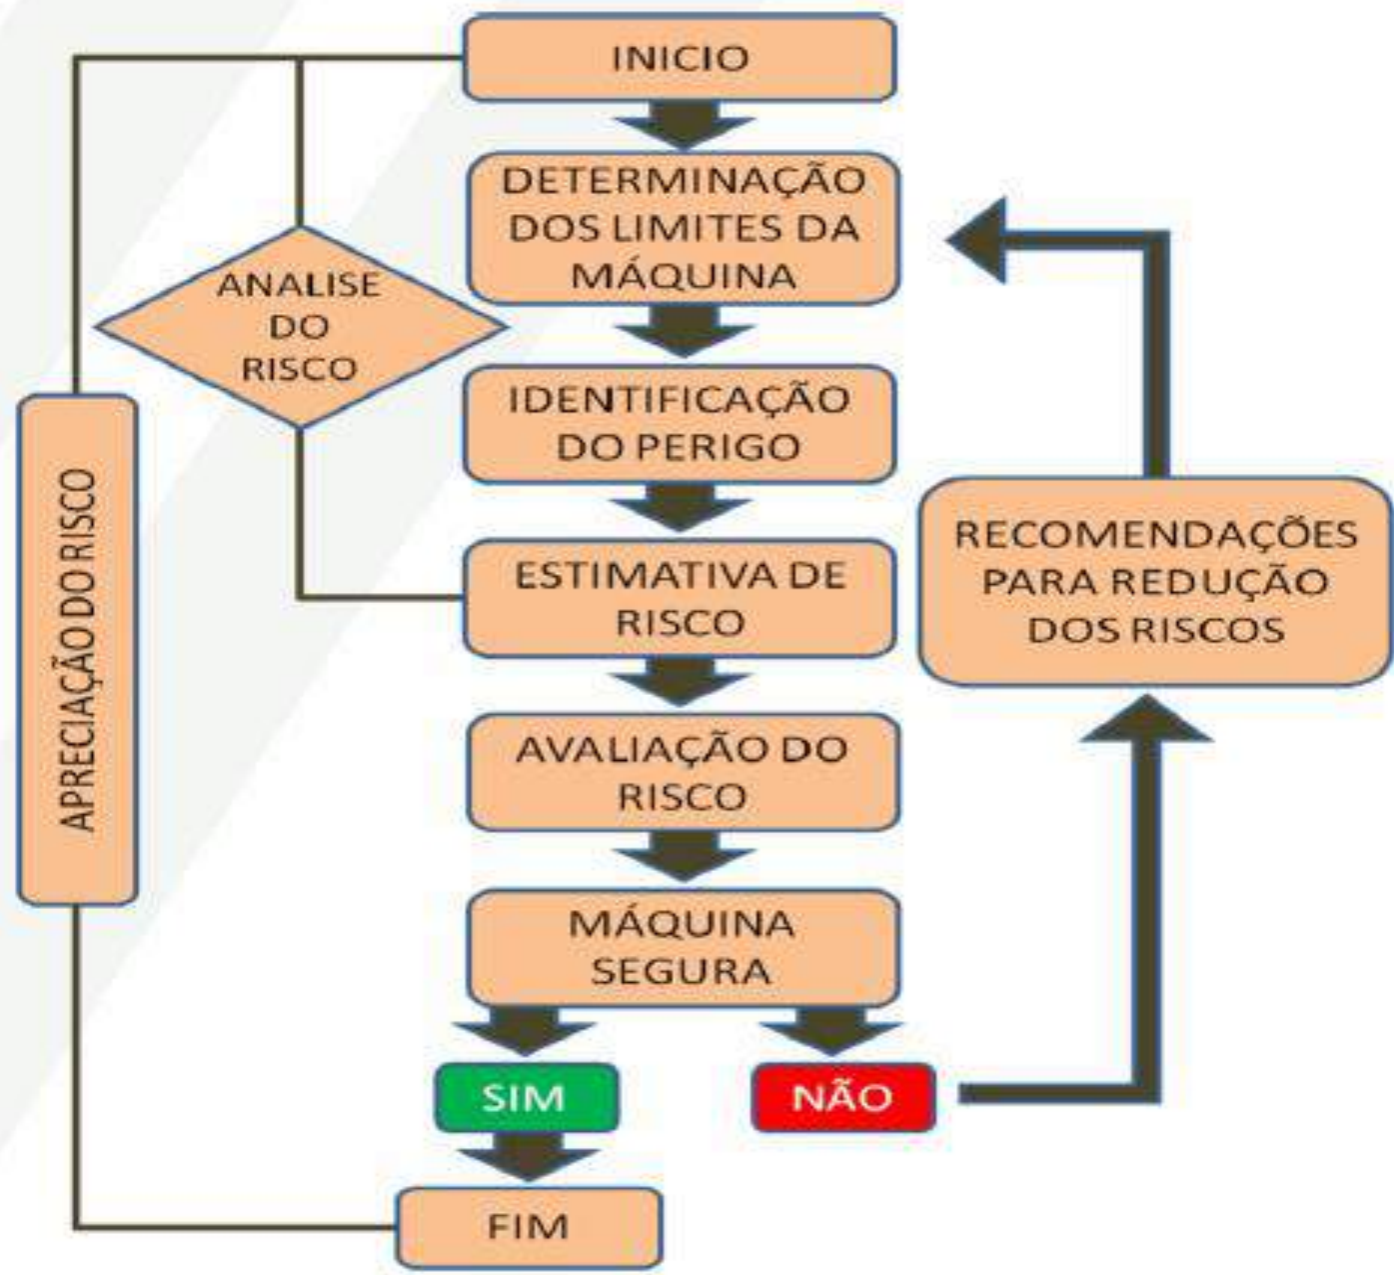 INICIO
DETERMINAÇÃO
DOS LIMITES DA
MÁQUINA
ANALISE
DO
RISCO
IDENTIFICAÇÃO
DO PERIGO
APRECIAÇÃO DO RISCO
ESTIMATIVA DE
RISCO
RECOMENDAÇÕES
PARA REDUÇÃO
DOS RISCOS
AVALIAÇÃO DO
RISCO
MÁQUINA
SEGURA
SIM
NÃO
FIM